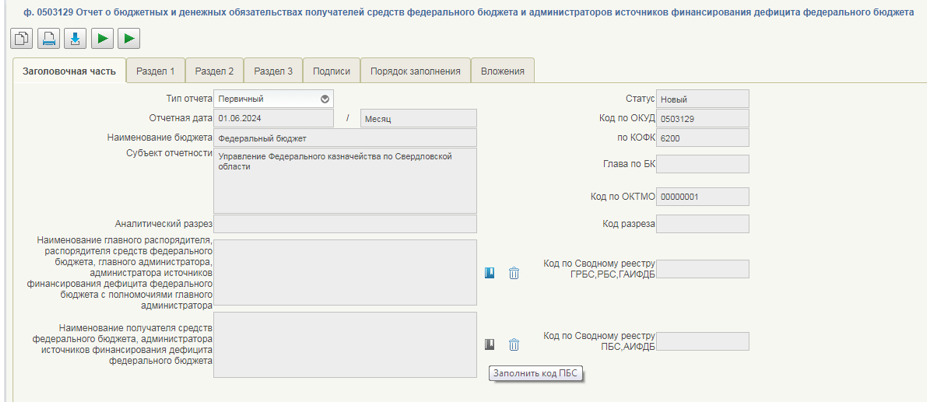 ф. 0503129 Отчет о бюджетных и денежных обязательствах получателей средств федерального бюджета и администраторов источников финансирования дефицита федерального бюджета
Заголовочная часть Раздел 1 Раздел 2 Раздел 3 Подписи Порядок заполнения Вложения
Тип отчета Первичный Статус Новый
Отчетная дата 01.06.2024 / Месяц Код по ОКУД 0503129
Наименование бюджета Федеральный бюджет по КОФК 6200
Субъект отчетности Управление Федерального казначейства по Свердловской
области
Глава по БК
Код по ОКТМО 00000001
Аналитический разрез Код разреза
Наименование главного распорядителя,
распорядителя средств федерального
бюджета, главного администратора,
администратора источников
финансирования дефицита федерального
бюджета с полномочиями главного
администратора
Код по Сводному реестру
ГРБС,РБС,ГАИФДБ
Наименование получателя средств
федерального бюджета, администратора
источников финансирования дефицита
федерального бюджета
Код по Сводному реестру
ПБС,АИФДБ
Заполнить код ПБС